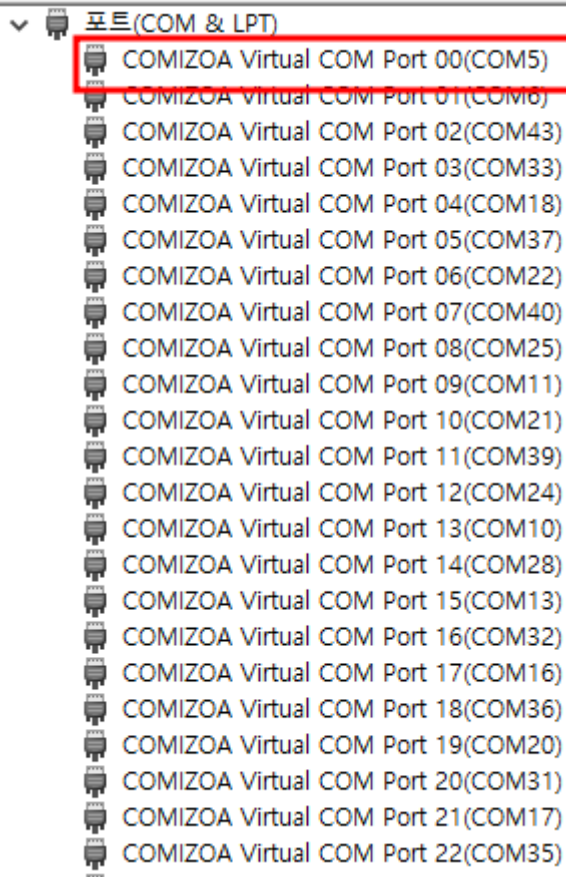 포트(COM & LPT)
COMIZOA Virtual COM Port 00(COM5)
COMIZOA Virtual COM Port 01(COM6)
COMIZOA Virtual COM Port 02(COM43)
COMIZOA Virtual COM Port 03(COM33)
COMIZOA Virtual COM Port 04(COM18)
COMIZOA Virtual COM Port 05(COM37)
COMIZOA Virtual COM Port 06(COM22)
COMIZOA Virtual COM Port 07(COM40)
COMIZOA Virtual COM Port 08(COM25)
COMIZOA Virtual COM Port 09(COM11)
COMIZOA Virtual COM Port 10(COM21)
COMIZOA Virtual COM Port 11(COM39)
COMIZOA Virtual COM Port 12(COM24)
COMIZOA Virtual COM Port 13(COM10)
COMIZOA Virtual COM Port 14(COM28)
COMIZOA Virtual COM Port 15(COM13)
COMIZOA Virtual COM Port 16(COM32)
COMIZOA Virtual COM Port 17(COM16)
COMIZOA Virtual COM Port 18(COM36)
COMIZOA Virtual COM Port 19(COM20)
COMIZOA Virtual COM Port 20(COM31)
COMIZOA Virtual COM Port 21(COM17)
COMIZOA Virtual COM Port 22(COM35)